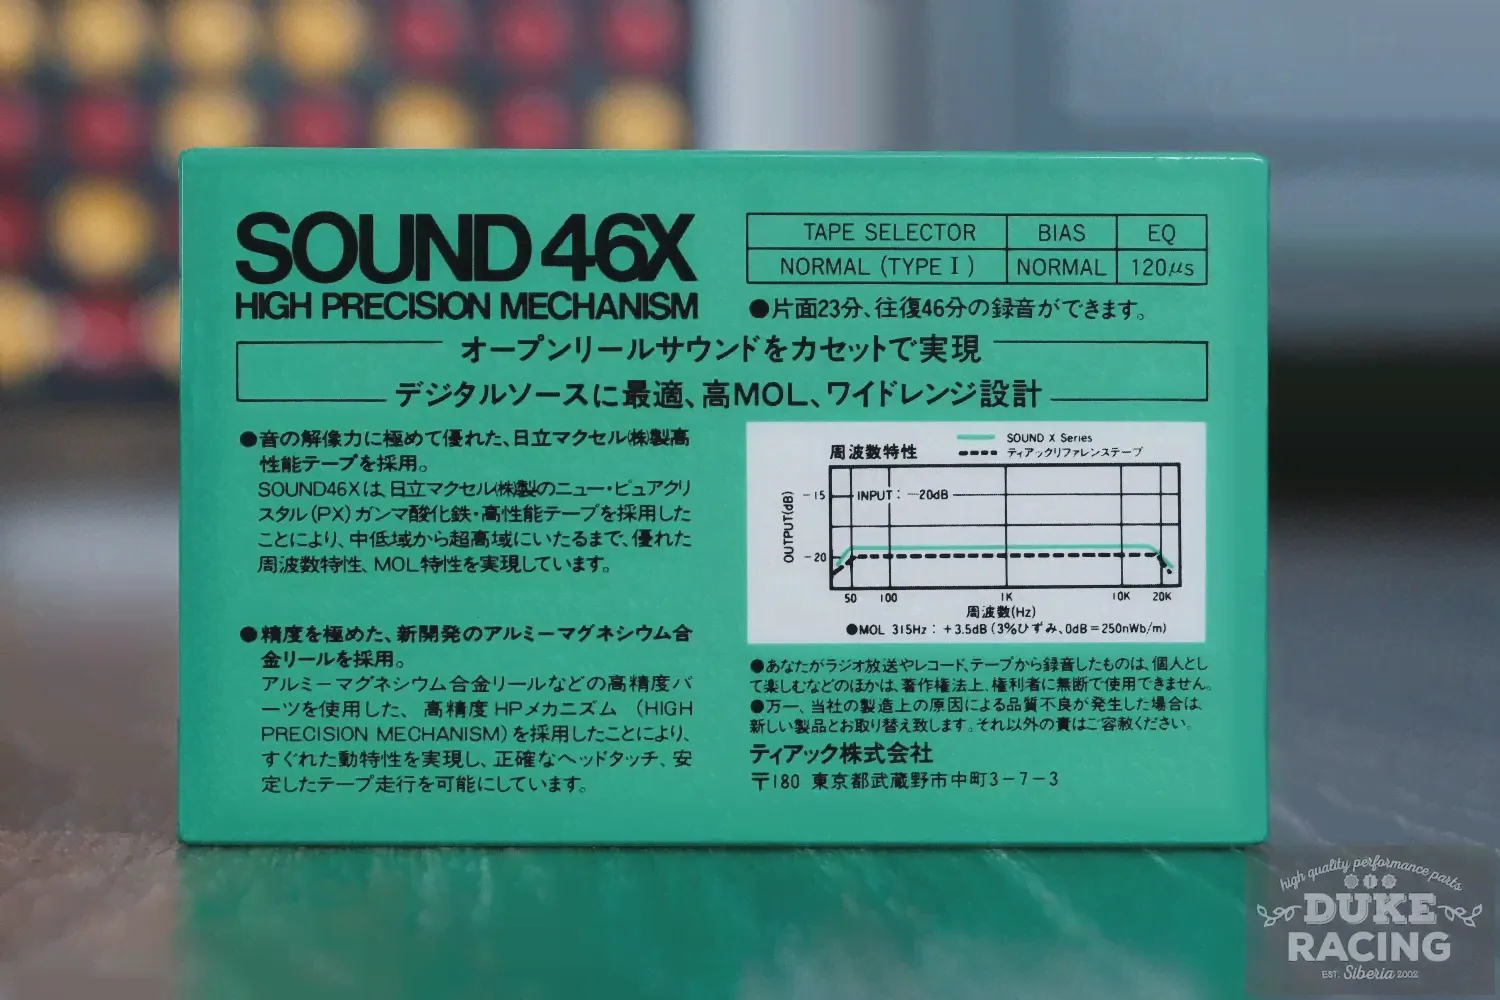 SOUND 46X
HIGH PRECISION MECHANISM
TAPE SELECTOR BIAS EQ
NORMAL (TYPE I) NORMAL 120μs
●片面23分、往復46分の録音ができます。
オープンリールサウンドをカセットで実現
デジタルソースに最適、高MOL、ワイドレンジ設計
●音の解像力に極めて優れた、日立マクセル㈱製高
性能テープを採用。
SOUND46Xは、日立マクセル㈱製のニュー・ピュアクリ
スタル(PX)ガンマ酸化鉄・高性能テープを採用した
ことにより、中低域から超高域にいたるまで、優れた
周波数特性、MOL特性を実現しています。
●精度を極めた、新開発のアルミーマグネシウム合
金リールを採用。
アルミーマグネシウム合金リールなどの高精度パ
ーツを使用した、高精度HPメカニズム (HIGH
PRECISION MECHANISM)を採用したことにより、
すぐれた動特性を実現し、正確なヘッドタッチ、安
定したテープ走行を可能にしています。
周波数特性
SOUND X Series
ティアックリファレンステープ
INPUT: -20dB
OUTPUT(dB)
-15
-20
50 100 1K 10K 20K
周波数(Hz)
●MOL 315Hz: +3.5dB(3%ひずみ、0dB=250nWb/m)
●あなたがラジオ放送やレコード、テープから録音したものは、個人とし
て楽しむなどのほかは、著作権法上、権利者に無断で使用できません。
●万一、当社の製造上の原因による品質不良が発生した場合は、
新しい製品とお取り替え致します。それ以外の責はご容赦ください。
ティアック株式会社
〒180 東京都武蔵野市中町3-7-3
high quality performance parts
DUKE
RACING
EST. Siberia 2002